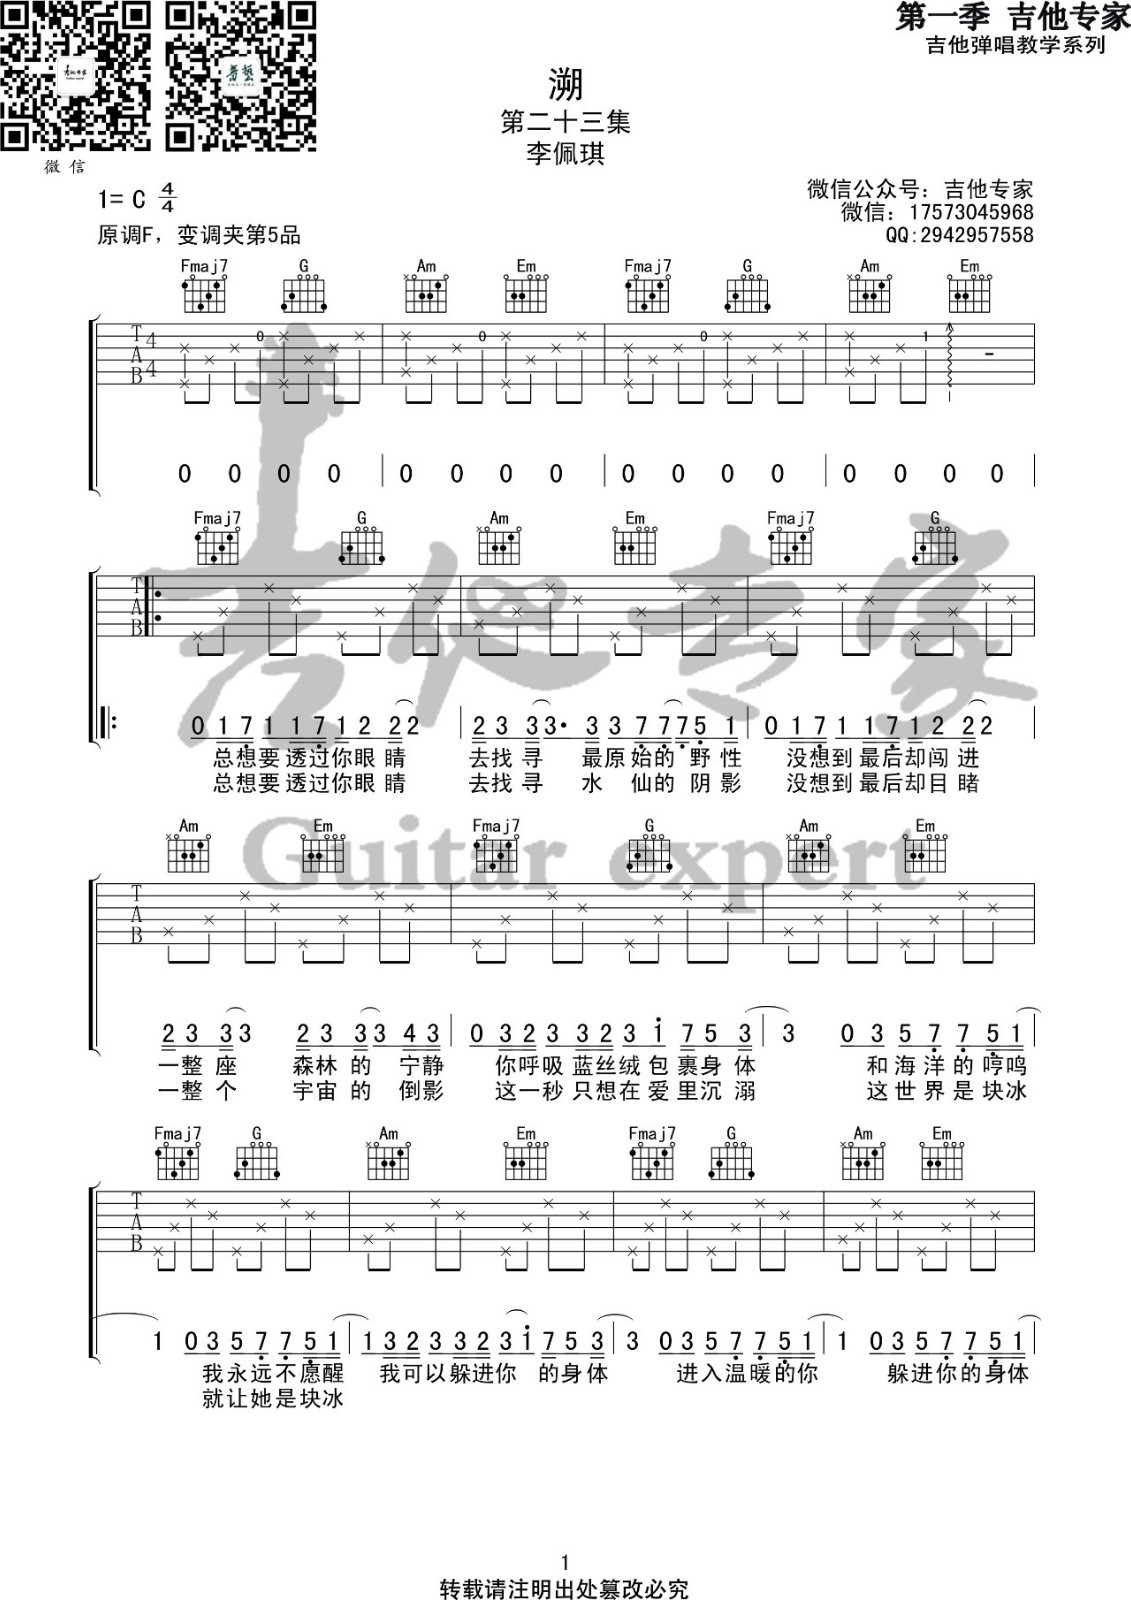 第一季 吉他专家
吉他弹唱教学系列
微信
溯
第二十三集
李佩琪
1= C 4/4
原调F，变调夹第5品
微信公众号：吉他专家
微信：17573045968
QQ:2942957558
Fmaj7 G Am Em Fmaj7 G Am Em
T 4 0 0 0 1
A 4
B
0 0 0 0 | 0 0 0 0 | 0 0 0 0 | 0 0 0 0 |
Fmaj7 G Am Em Fmaj7 G
T
A
B
0 1 7 1 1 7 1 2 2 2 | 2 3 3 3· 3 3 7 7 7 5 1 | 0 1 7 1 1 7 1 2 2 2
总想要透过你眼睛 去找寻 最原始的野性 没想到最后却闯进
总想要透过你眼睛 去找寻 水仙的阴影 没想到最后却目睹
Am Em Fmaj7 G Am Em
Guitar expert
T
A
B
2 3 3 3 2 3 3 3 4 3 | 0 3 2 3 3 2 3 i 7 5 3 | 3 0 3 5 7 7 5 1
一整座 森林的宁静 你呼吸蓝丝绒包裹身体 和海洋的哼鸣
一整个 宇宙的倒影 这一秒只想在爱里沉溺 这世界是块冰
Fmaj7 G Am Em Fmaj7 G Am Em
T
A
B
1 0 3 5 7 7 5 1 | 1 3 2 3 3 2 3 i 7 5 3 | 3 0 3 5 7 7 5 1 | 1 0 3 5 7 7 5 1
我永远不愿醒 我可以躲进你 的身体 进入温暖的你 躲进你的身体
就让她是块冰
1
转载请注明出处篡改必究